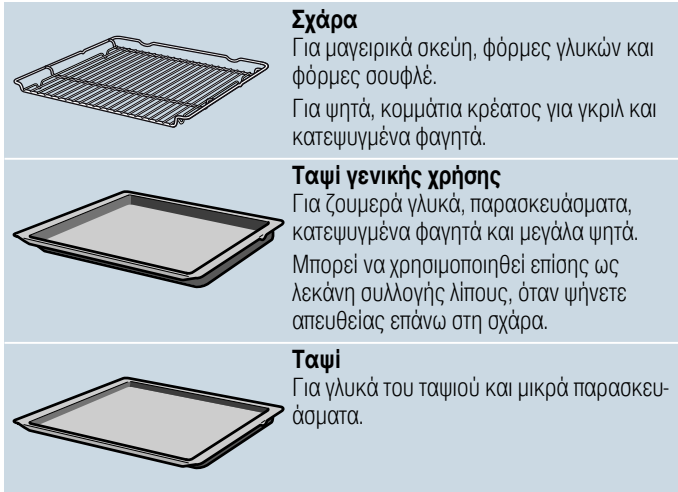 Σχάρα
Για μαγειρικά σκεύη, φόρμες γλυκών και
φόρμες σουφλέ.
Για ψητά, κομμάτια κρέατος για γκριλ και
κατεψυγμένα φαγητά.
Ταψί γενικής χρήσης
Για ζουμερά γλυκά, παρασκευάσματα,
κατεψυγμένα φαγητά και μεγάλα ψητά.
Μπορεί να χρησιμοποιηθεί επίσης ως
λεκάνη συλλογής λίπους, όταν ψήνετε
απευθείας επάνω στη σχάρα.
Ταψί
Για γλυκά του ταψιού και μικρά παρασκευ-
άσματα.